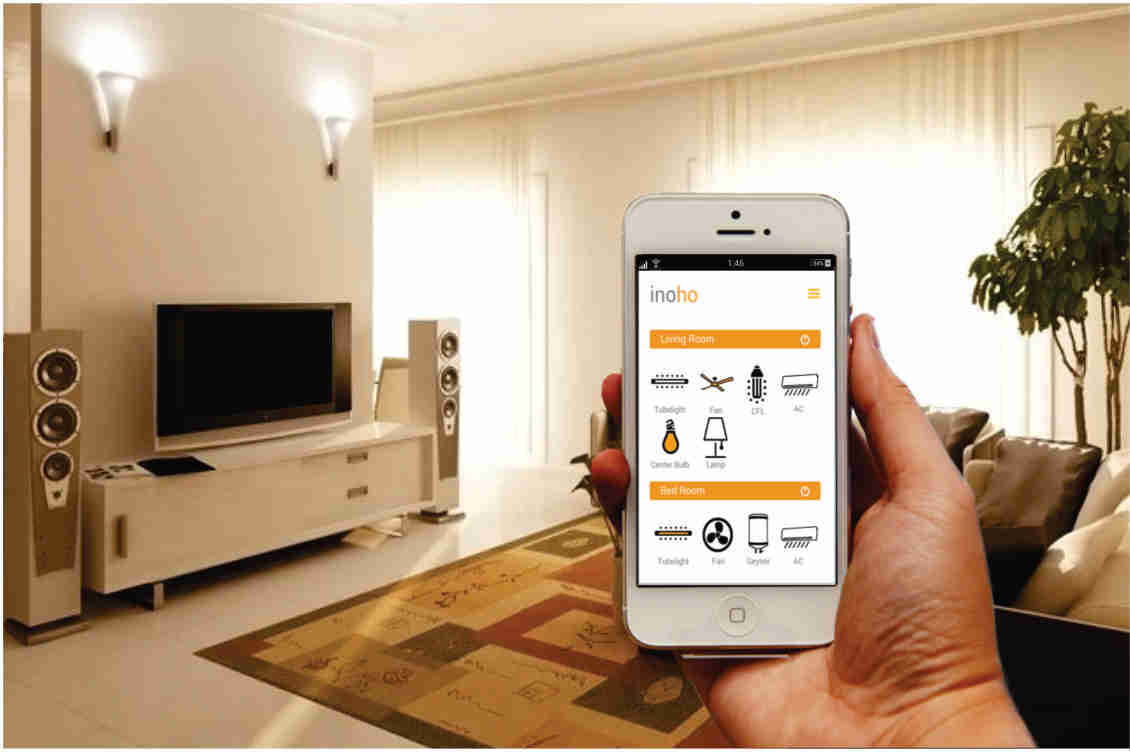 1:46
inoho
Living Room
Tubelight Fan CFL AC
Center Bulb Lamp
Bed Room
Tubelight Fan Geyser AC